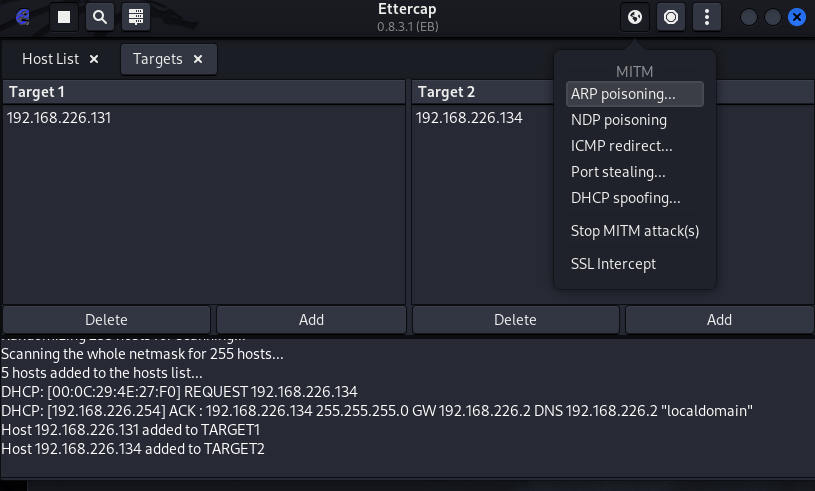 Ettercap
0.8.3.1 (EB)
Host List
Targets
Target 1
Target 2
192.168.226.131
192.168.226.134
MITM
ARP poisoning...
NDP poisoning
ICMP redirect...
Port stealing...
DHCP spoofing...
Stop MITM attack(s)
SSL Intercept
Delete
Add
Delete
Add
Randomizing 255 hosts for scanning...
Scanning the whole netmask for 255 hosts...
5 hosts added to the hosts list...
DHCP: [00:0C:29:4E:27:F0] REQUEST 192.168.226.134
DHCP: [192.168.226.254] ACK : 192.168.226.134 255.255.255.0 GW 192.168.226.2 DNS 192.168.226.2 "localdomain"
Host 192.168.226.131 added to TARGET1
Host 192.168.226.134 added to TARGET2